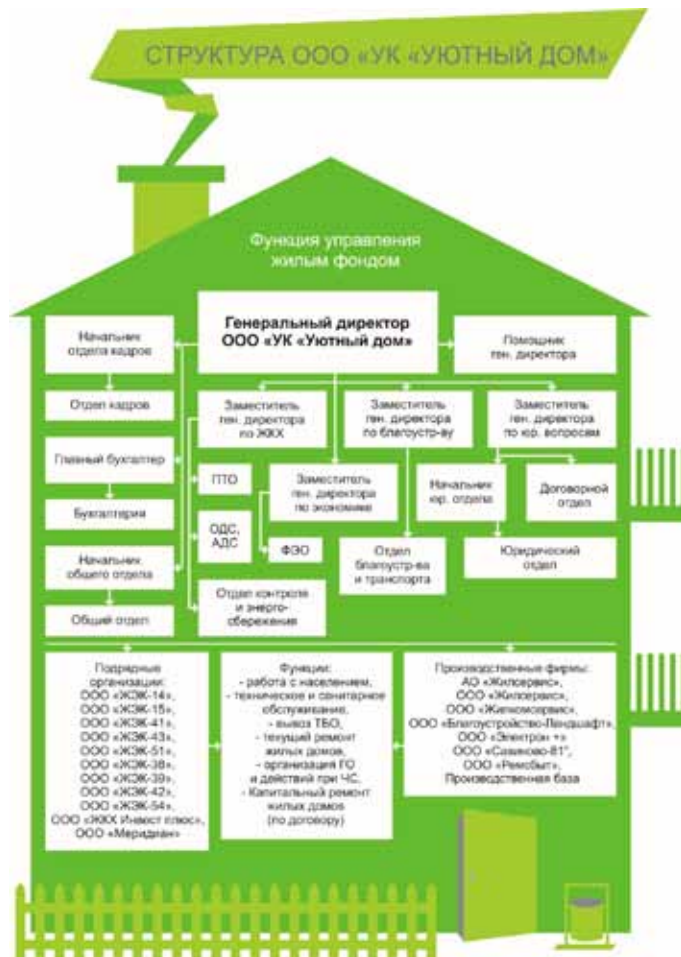 СТРУКТУРА ООО «УК «УЮТНЫЙ ДОМ»
Функция управления
жилым фондом
Генеральный директор
ООО «УК «Уютный дом»
Начальник
отдела кадров
Помощник
ген. директора
Отдел кадров
Заместитель
ген. директора
по ЖКХ
Заместитель
ген. директора
по благоустр-ву
Заместитель
ген. директора
по юр. вопросам
Главный бухгалтер
ПТО
Заместитель
ген. директора
по экономике
Начальник
юр. отдела
Договорной
отдел
Бухгалтерия
ОДС,
АДС
ФЭО
Отдел
благоустр-ва
и транспорта
Юридический
отдел
Начальник
общего отдела
Отдел контроля
и энерго-
сбережения
Общий отдел
Подрядные
организации:
ООО «ЖЭК-14»,
ООО «ЖЭК-15»,
ООО «ЖЭК-41»,
ООО «ЖЭК-43»,
ООО «ЖЭК-51»,
ООО «ЖЭК-38»,
ООО «ЖЭК-39»,
ООО «ЖЭК-42»,
ООО «ЖЭК-54»,
ООО «ЖКХ Инвест плюс»,
ООО «Меридиан»
Функции:
- работа с населением,
- техническое и санитарное
обслуживание,
- вывоз ТБО,
- текущий ремонт
жилых домов,
- организация ГО
и действий при ЧС,
- Капитальный ремонт
жилых домов
(по договору)
Производственные фирмы:
АО «Жилсервис»,
ООО «Жилсервис»,
ООО «Жилкомсервис»,
ООО «Благоустройство-Ландшафт»,
ООО «Электрон +»
ООО «Сазиково-81",
ООО «Ремсбыт»,
Производственная база